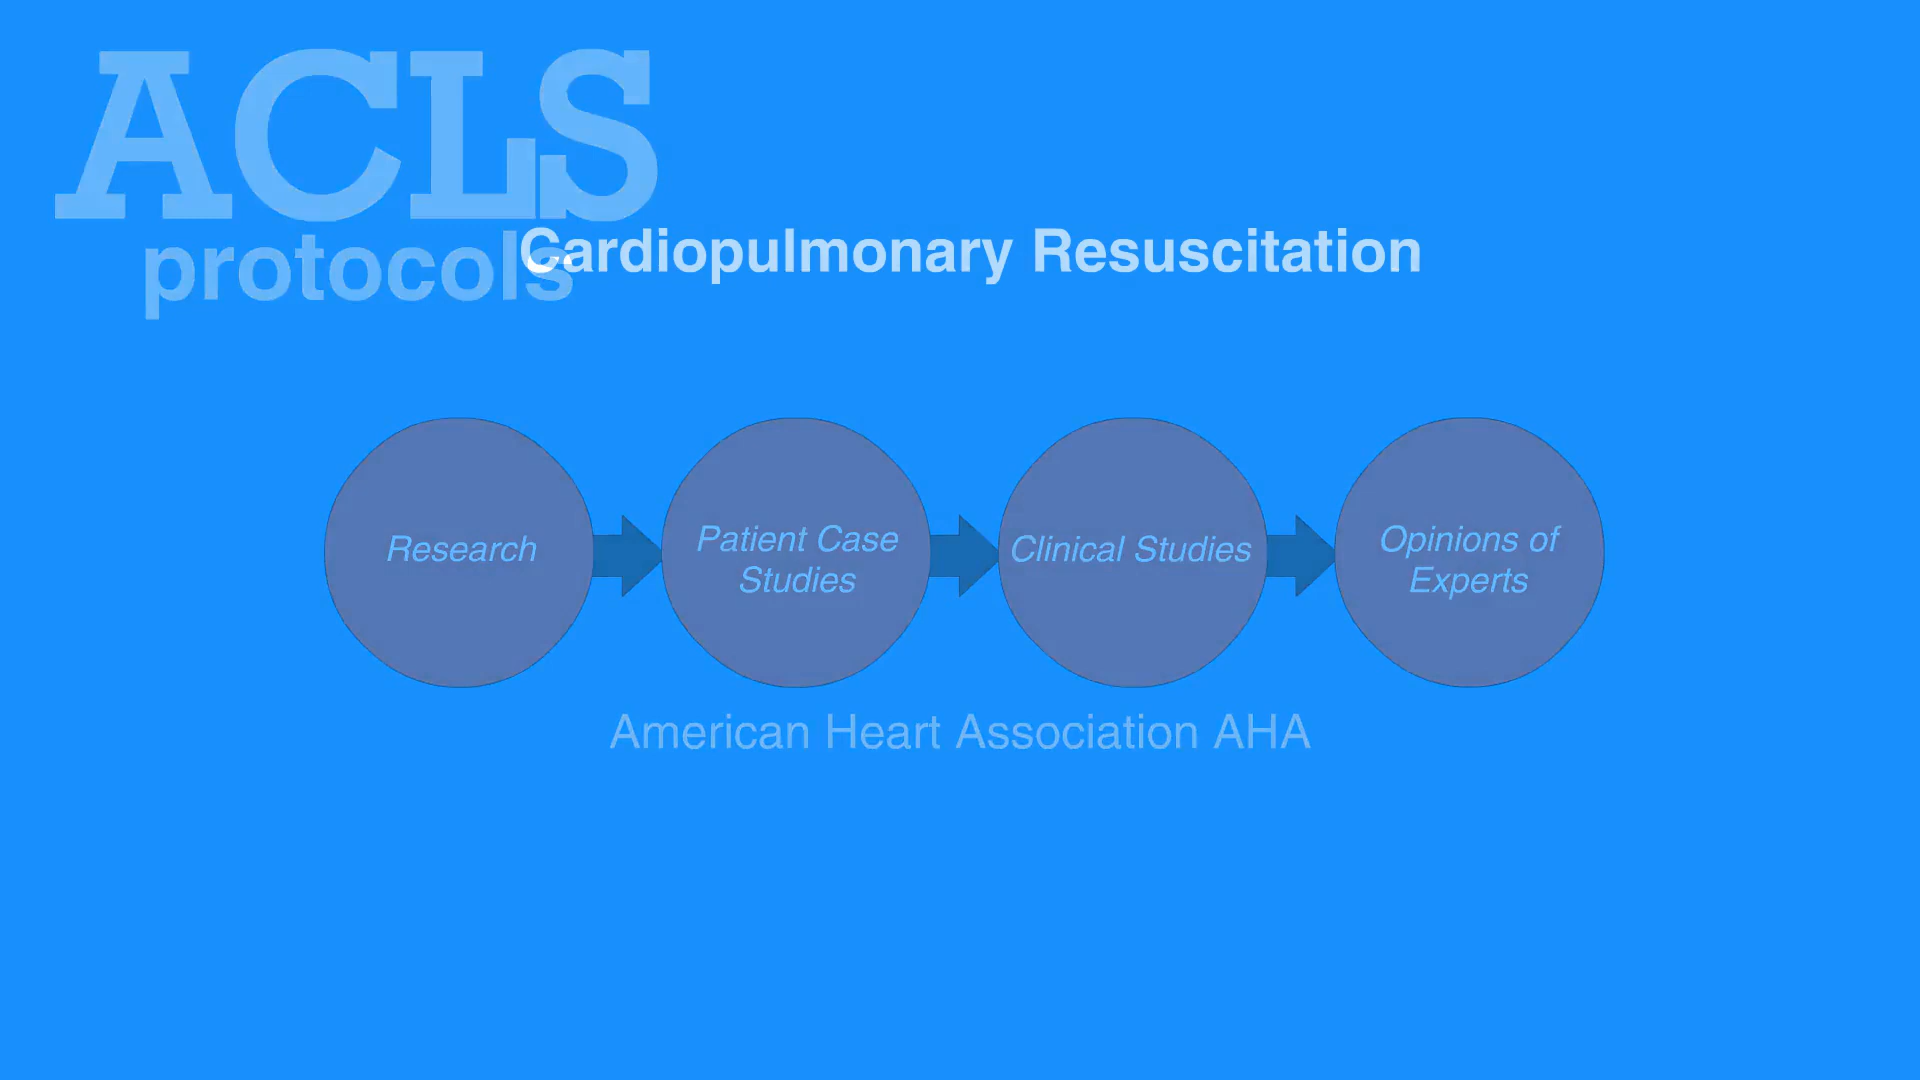 ACLS
protocols
Cardiopulmonary Resuscitation
Research
Patient Case
Studies
Clinical Studies
Opinions of
Experts
American Heart Association AHA